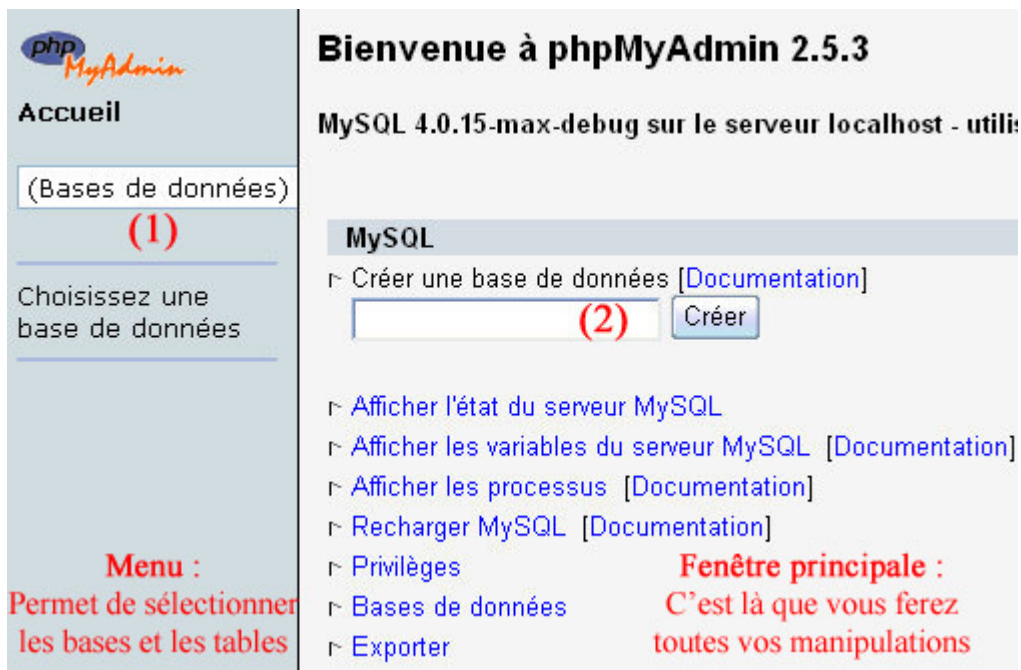 php
MyAdmin
Accueil
(Bases de données)
(1)
Choisissez une
base de données
Menu :
Permet de sélectionner
les bases et les tables
Bienvenue à phpMyAdmin 2.5.3
MySQL 4.0.15-max-debug sur le serveur localhost - utilis
MySQL
Créer une base de données [Documentation]
(2) Créer
Afficher l'état du serveur MySQL
Afficher les variables du serveur MySQL [Documentation]
Afficher les processus [Documentation]
Recharger MySQL [Documentation]
Privilèges
Bases de données
Exporter
Fenêtre principale :
C'est là que vous ferez
toutes vos manipulations